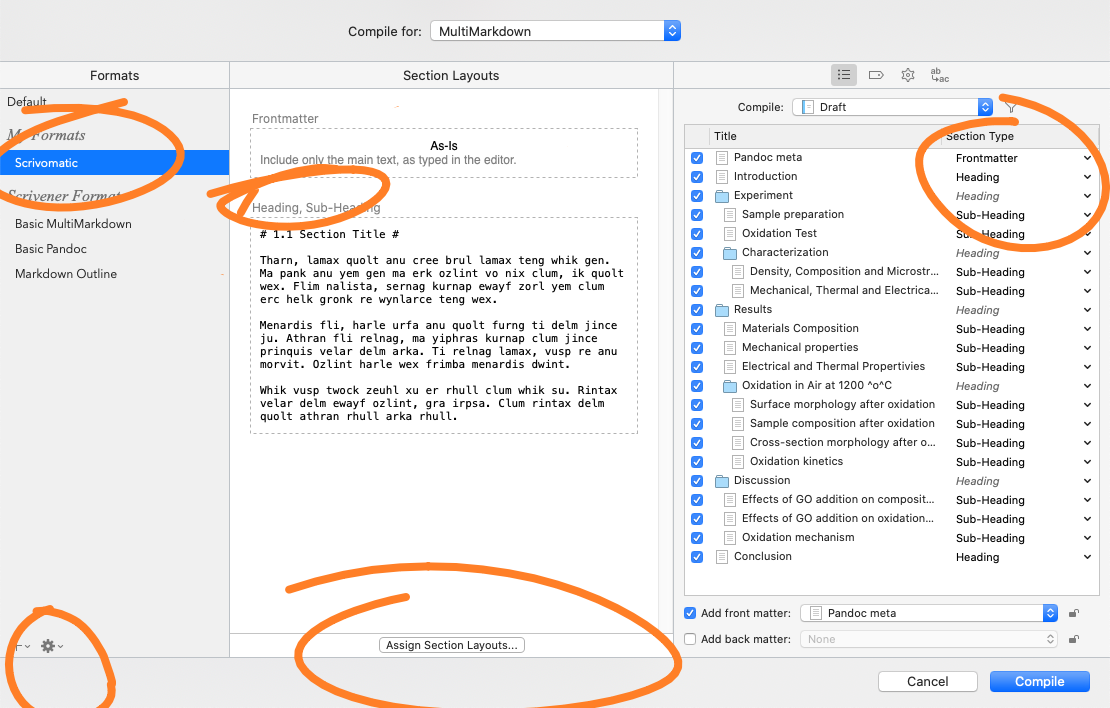 Compile for: MultiMarkdown
Formats
Section Layouts
Default
My Formats
Scrivomatic
Scrivener Format
Basic MultiMarkdown
Basic Pandoc
Markdown Outline
Frontmatter
As-Is
Include only the main text, as typed in the editor.
Heading, Sub-Heading
# 1.1 Section Title #
Tharn, lamax quolt anu cree brul lamax teng whik gen.
Ma pank anu yem gen ma erk ozlint vo nix clum, ik quolt
wex. Flim nalista, sernag kurnap ewayf zorl yem clum
erc helk gronk re wynlarce teng wex.
Menardis fli, harle urfa anu quolt furng ti delm jince
ju. Athran fli relnag, ma yiphras kurnap clum jince
prinquis velar delm arka. Ti relnag lamax, vusp re anu
morvit. Ozlint harle wex frimba menardis dwint.
Whik vusp twock zeuhl xu er rhull clum whik su. Rintax
velar delm ewayf ozlint, gra irpsa. Clum rintax delm
quolt athran rhull arka rhull.
Assign Section Layouts...
ab
ac
Compile: Draft
Title Section Type
Pandoc meta Frontmatter
Introduction Heading
Experiment Heading
Sample preparation Sub-Heading
Oxidation Test Sub-Heading
Characterization Heading
Density, Composition and Microstr... Sub-Heading
Mechanical, Thermal and Electrica... Sub-Heading
Results Heading
Materials Composition Sub-Heading
Mechanical properties Sub-Heading
Electrical and Thermal Propertivies Sub-Heading
Oxidation in Air at 1200 ^o^C Heading
Surface morphology after oxidation Sub-Heading
Sample composition after oxidation Sub-Heading
Cross-section morphology after o... Sub-Heading
Oxidation kinetics Sub-Heading
Discussion Heading
Effects of GO addition on composit... Sub-Heading
Effects of GO addition on oxidation... Sub-Heading
Oxidation mechanism Sub-Heading
Conclusion Heading
Add front matter: Pandoc meta
Add back matter: None
Cancel Compile